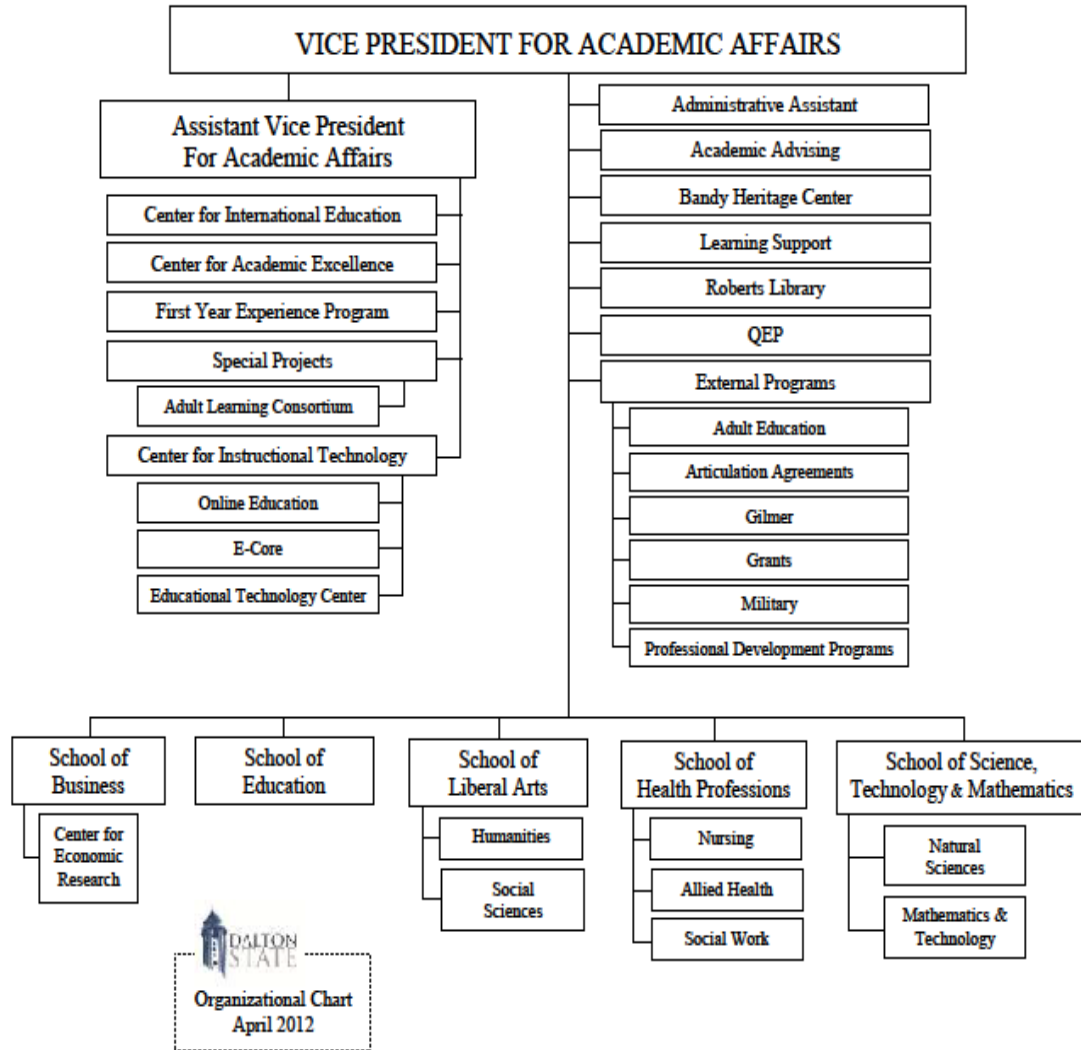 VICE PRESIDENT FOR ACADEMIC AFFAIRS
Assistant Vice President
For Academic Affairs
Center for International Education
Center for Academic Excellence
First Year Experience Program
Special Projects
Adult Learning Consortium
Center for Instructional Technology
Online Education
E-Core
Educational Technology Center
Administrative Assistant
Academic Advising
Bandy Heritage Center
Learning Support
Roberts Library
QEP
External Programs
Adult Education
Articulation Agreements
Gilmer
Grants
Military
Professional Development Programs
School of
Business
Center for
Economic
Research
School of
Education
School of
Liberal Arts
Humanities
Social
Sciences
School of
Health Professions
Nursing
Allied Health
Social Work
School of Science,
Technology & Mathematics
Natural
Sciences
Mathematics &
Technology
DALTON
STATE
Organizational Chart
April 2012